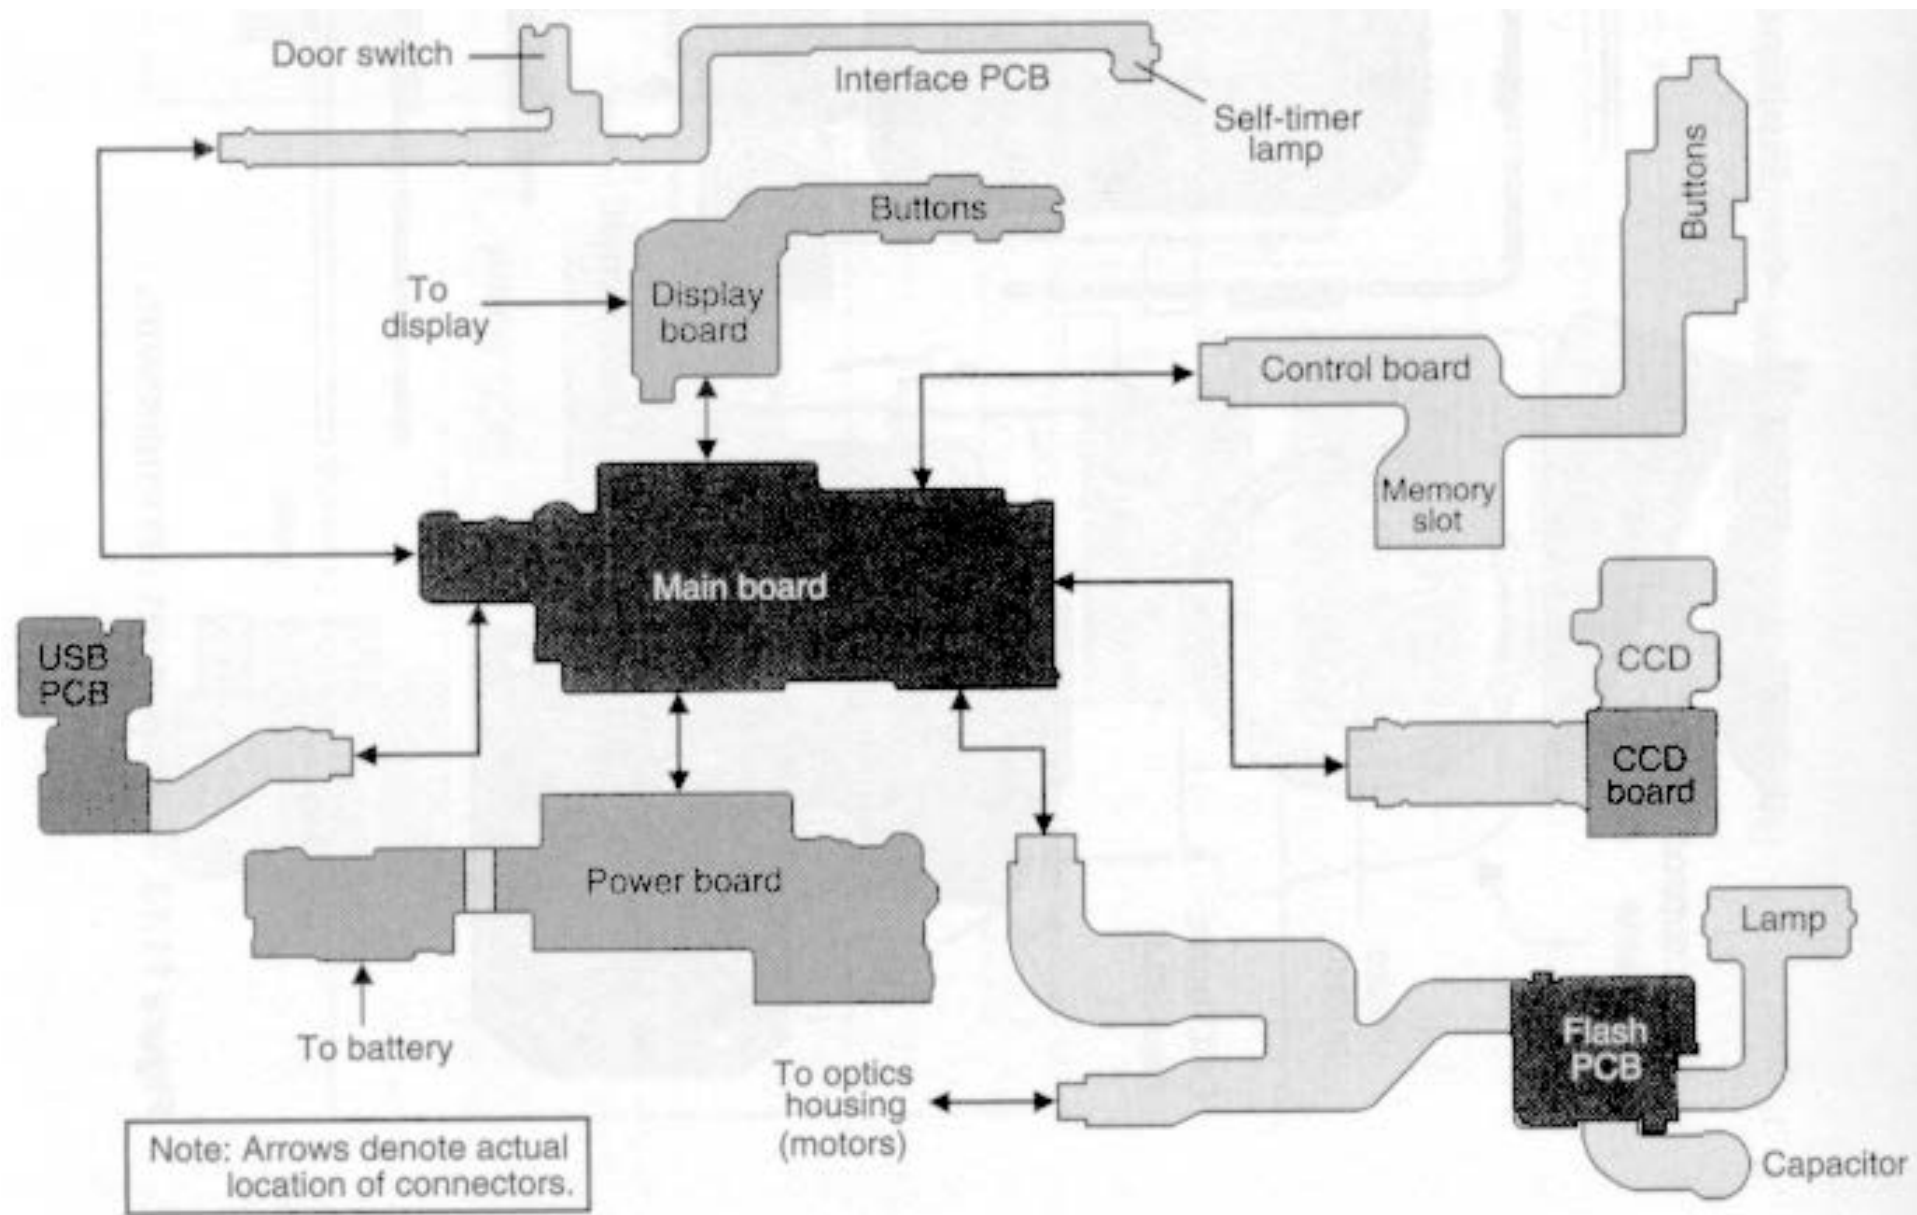 Door switch
Interface PCB
Self-timer
lamp
Buttons
Buttons
To
display
Display
board
Control board
Memory
slot
Main board
USB
PCB
CCD
CCD
board
Power board
Lamp
To battery
Flash
PCB
To optics
housing
(motors)
Note: Arrows denote actual
location of connectors.
Capacitor